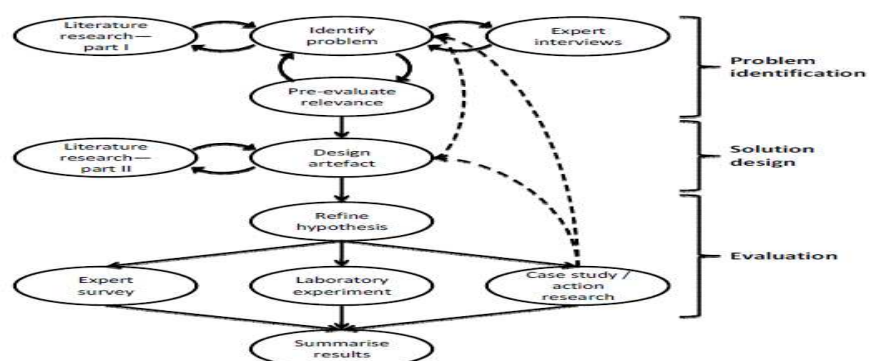 Literature
research—
part I
Identify
problem
Expert
interviews
Problem
identification
Pre-evaluate
relevance
Literature
research—
part II
Design
artefact
Solution
design
Refine
hypothesis
Evaluation
Expert
survey
Laboratory
experiment
Case study /
action
research
Summarise
results